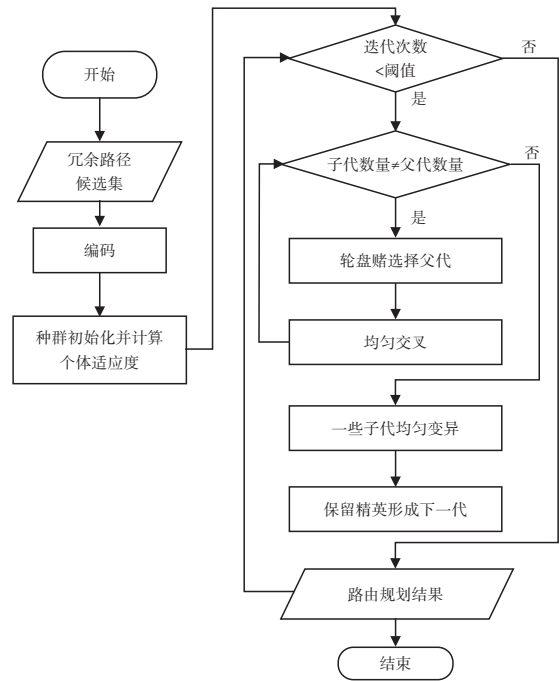 开始
冗余路径
候选集
编码
种群初始化并计算
个体适应度
迭代次数
<阈值
否
是
子代数量≠父代数量
否
是
轮盘赌选择父代
均匀交叉
一些子代均匀变异
保留精英形成下一代
路由规划结果
结束